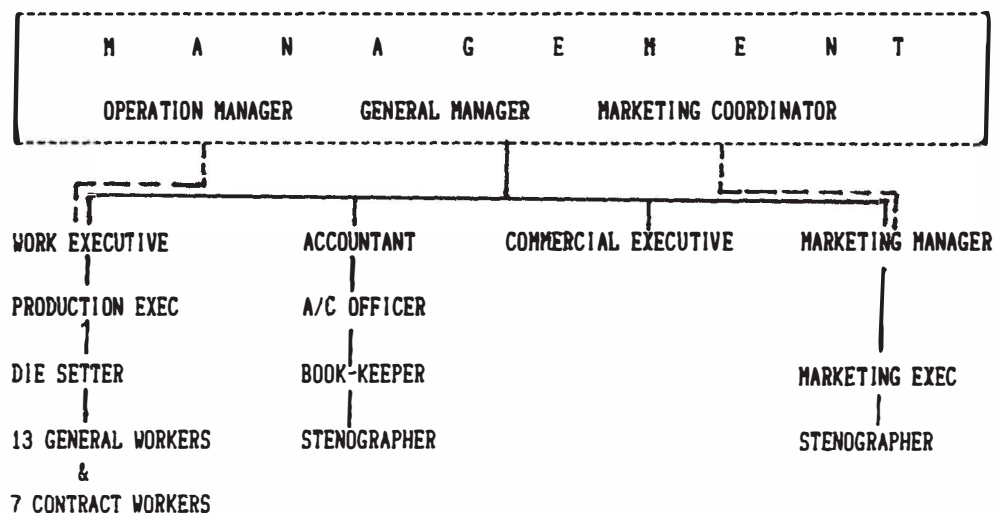 M A N A G E M E N T
OPERATION MANAGER GENERAL MANAGER MARKETING COORDINATOR
WORK EXECUTIVE ACCOUNTANT COMMERCIAL EXECUTIVE MARKETING MANAGER
PRODUCTION EXEC A/C OFFICER
DIE SETTER BOOK-KEEPER MARKETING EXEC
13 GENERAL WORKERS STENOGRAPHER STENOGRAPHER
&
7 CONTRACT WORKERS